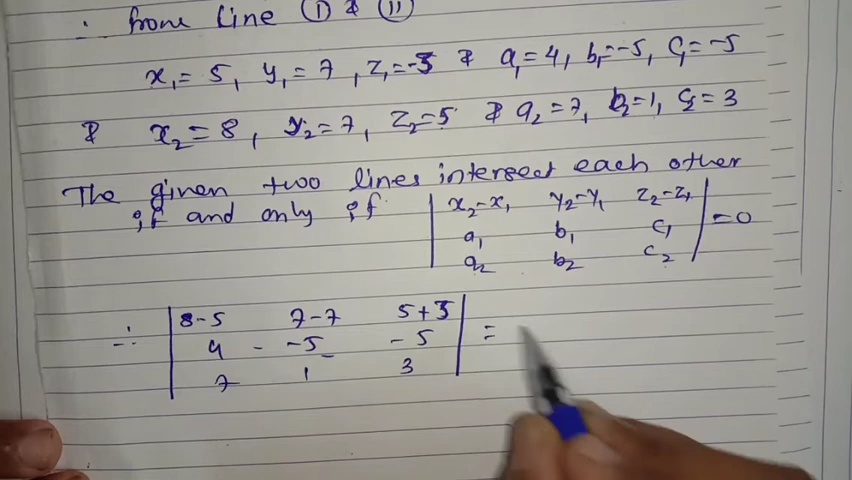 ∴ from Line (I) & (II)
x₁ = 5, y₁ = 7, z₁ = -3 & a₁ = 4, b₁ = -5, c₁ = -5
& x₂ = 8, y₂ = 7, z₂ = 5 & a₂ = 7, b₂ = 1, c₂ = 3
The given two lines intersect each other
if and only if | x₂-x₁ y₂-y₁ z₂-z₁ |
| a₁ b₁ c₁ | = 0
| a₂ b₂ c₂ |
∴ | 8-5 7-7 5+3 |
| 4 -5 -5 | =
| 7 1 3 |